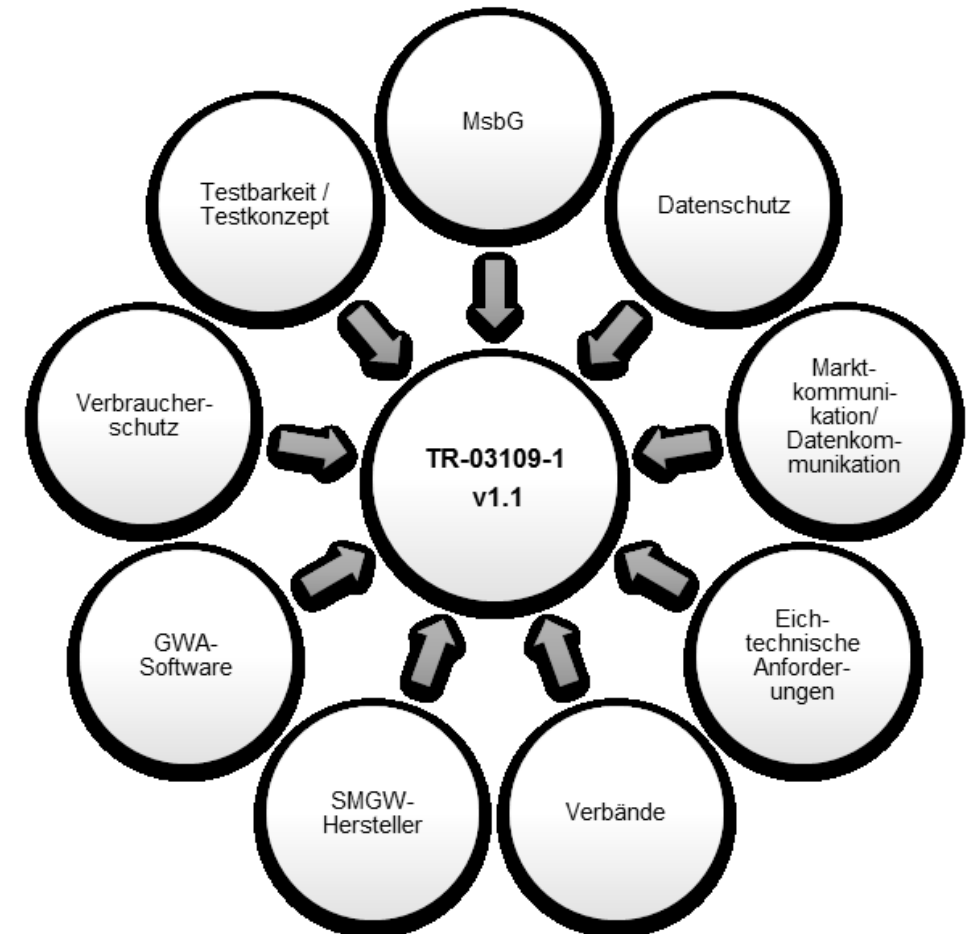 MsbG
Datenschutz
Markt-
kommuni-
kation/
Datenkom-
munikation
Eich-
technische
Anforder-
ungen
Verbände
SMGW-
Hersteller
GWA-
Software
Verbraucher-
schutz
Testbarkeit /
Testkonzept
TR-03109-1
v1.1